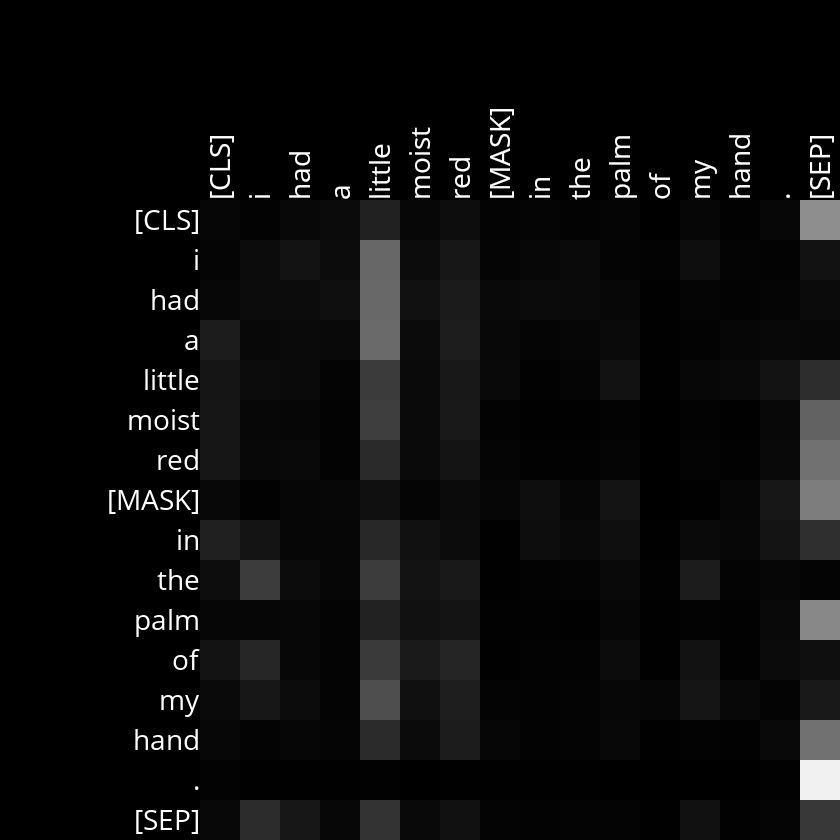 [CLS] i had a little moist red [MASK] in the palm of my hand . [SEP]
[CLS]
i
had
a
little
moist
red
[MASK]
in
the
palm
of
my
hand
.
[SEP]